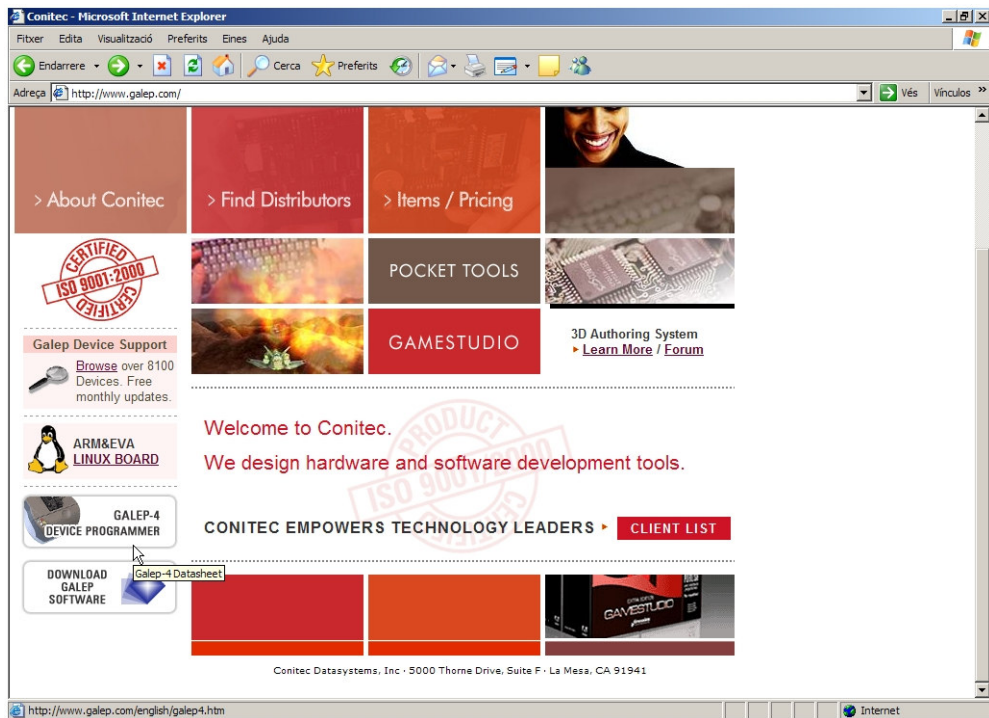 Conitec - Microsoft Internet Explorer
Fitxer Edita Visualització Preferits Eines Ajuda
Endarrere Cerca Preferits
Adreça http://www.galep.com/ Vés Vínculos »
> About Conitec
> Find Distributors
> Items / Pricing
CERTIFIED
ISO 9001:2000
CERTIFIED
POCKET TOOLS
GAMESTUDIO
3D Authoring System
Learn More / Forum
Galep Device Support
Browse over 8100
Devices. Free
monthly updates.
ARM&EVA
LINUX BOARD
GALEP-4
DEVICE PROGRAMMER
Galep-4 Datasheet
DOWNLOAD
GALEP
SOFTWARE
PRODUCT
ISO 9001/2000
CERTIFIED
Welcome to Conitec.
We design hardware and software development tools.
CONITEC EMPOWERS TECHNOLOGY LEADERS CLIENT LIST
GAMESTUDIO
Conitec Datasystems, Inc · 5000 Thorne Drive, Suite F · La Mesa, CA 91941
http://www.galep.com/english/galep4.htm Internet